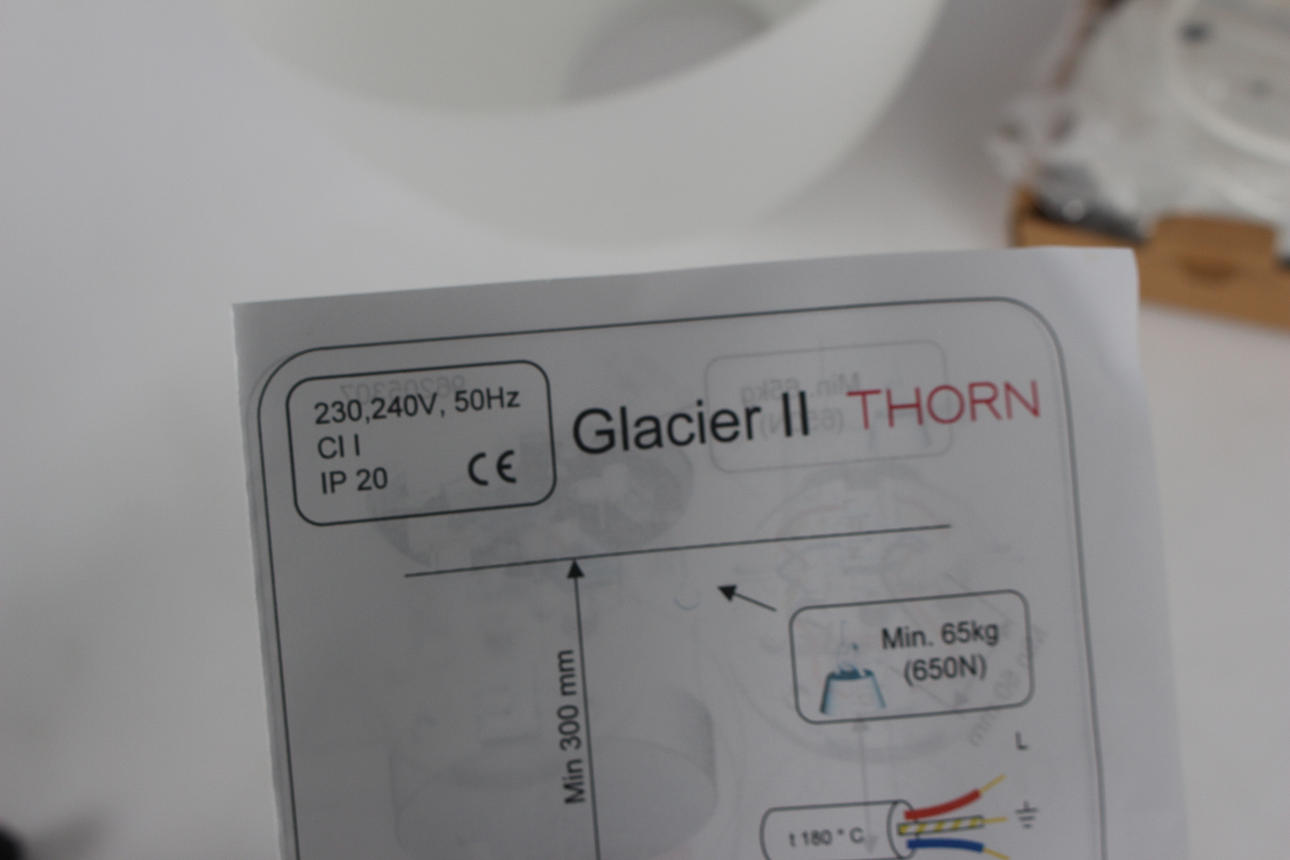 230,240V, 50Hz
Cl I
IP 20
CE
Glacier II
THORN
Min. 65kg
(650N)
Min 300 mm
L
t 180 ° C